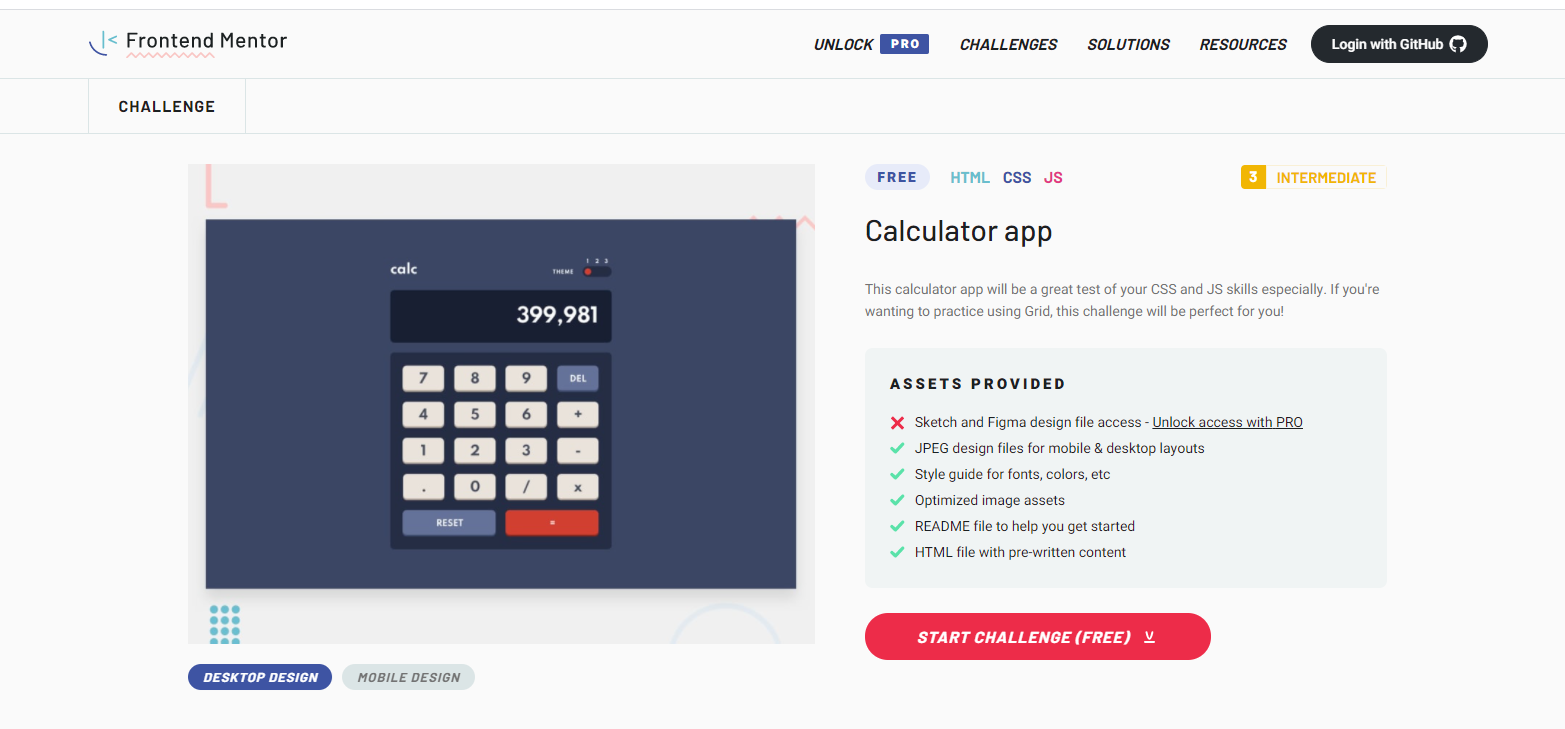 Frontend Mentor
UNLOCK PRO CHALLENGES SOLUTIONS RESOURCES Login with GitHub
CHALLENGE
calc
THEME
1 2 3
399,981
7 8 9 DEL
4 5 6 +
1 2 3 -
. 0 / x
RESET =
DESKTOP DESIGN MOBILE DESIGN
FREE HTML CSS JS 3 INTERMEDIATE
Calculator app
This calculator app will be a great test of your CSS and JS skills especially. If you're
wanting to practice using Grid, this challenge will be perfect for you!
ASSETS PROVIDED
Sketch and Figma design file access - Unlock access with PRO
JPEG design files for mobile & desktop layouts
Style guide for fonts, colors, etc
Optimized image assets
README file to help you get started
HTML file with pre-written content
START CHALLENGE (FREE)